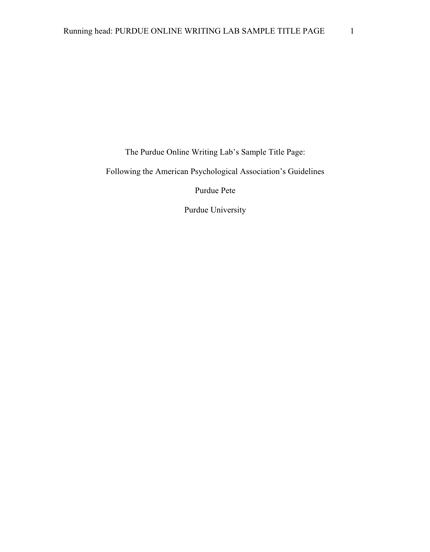 Running head: PURDUE ONLINE WRITING LAB SAMPLE TITLE PAGE 1
The Purdue Online Writing Lab’s Sample Title Page:
Following the American Psychological Association’s Guidelines
Purdue Pete
Purdue University